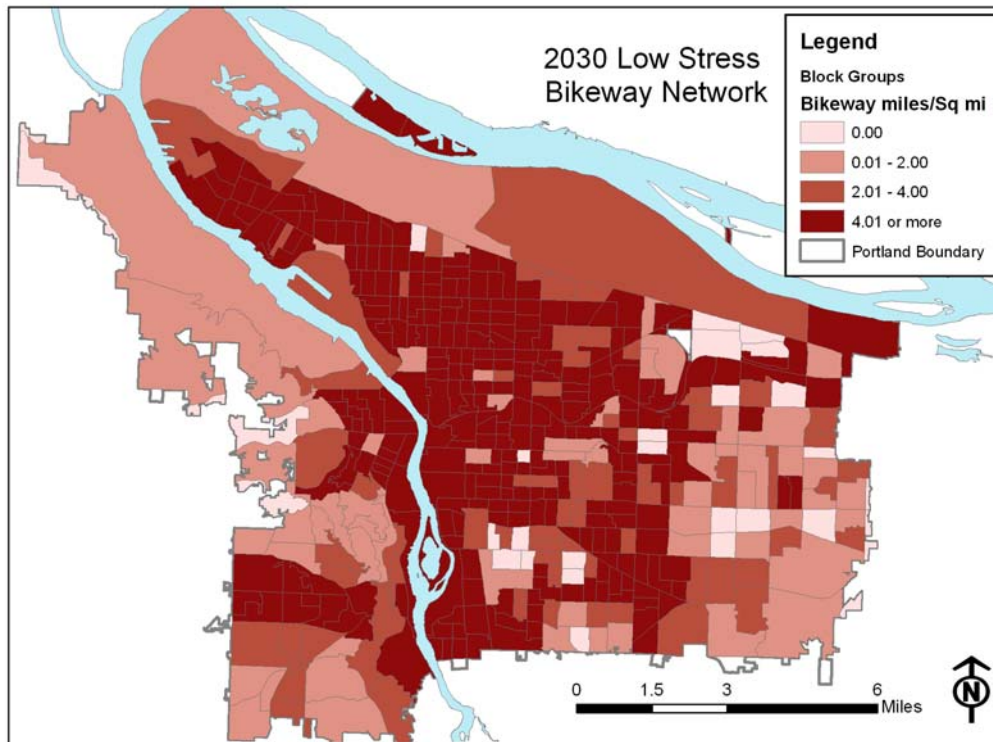 2030 Low Stress
Bikeway Network
Legend
Block Groups
Bikeway miles/Sq mi
0.00
0.01 - 2.00
2.01 - 4.00
4.01 or more
Portland Boundary
0 1.5 3 6
Miles
N